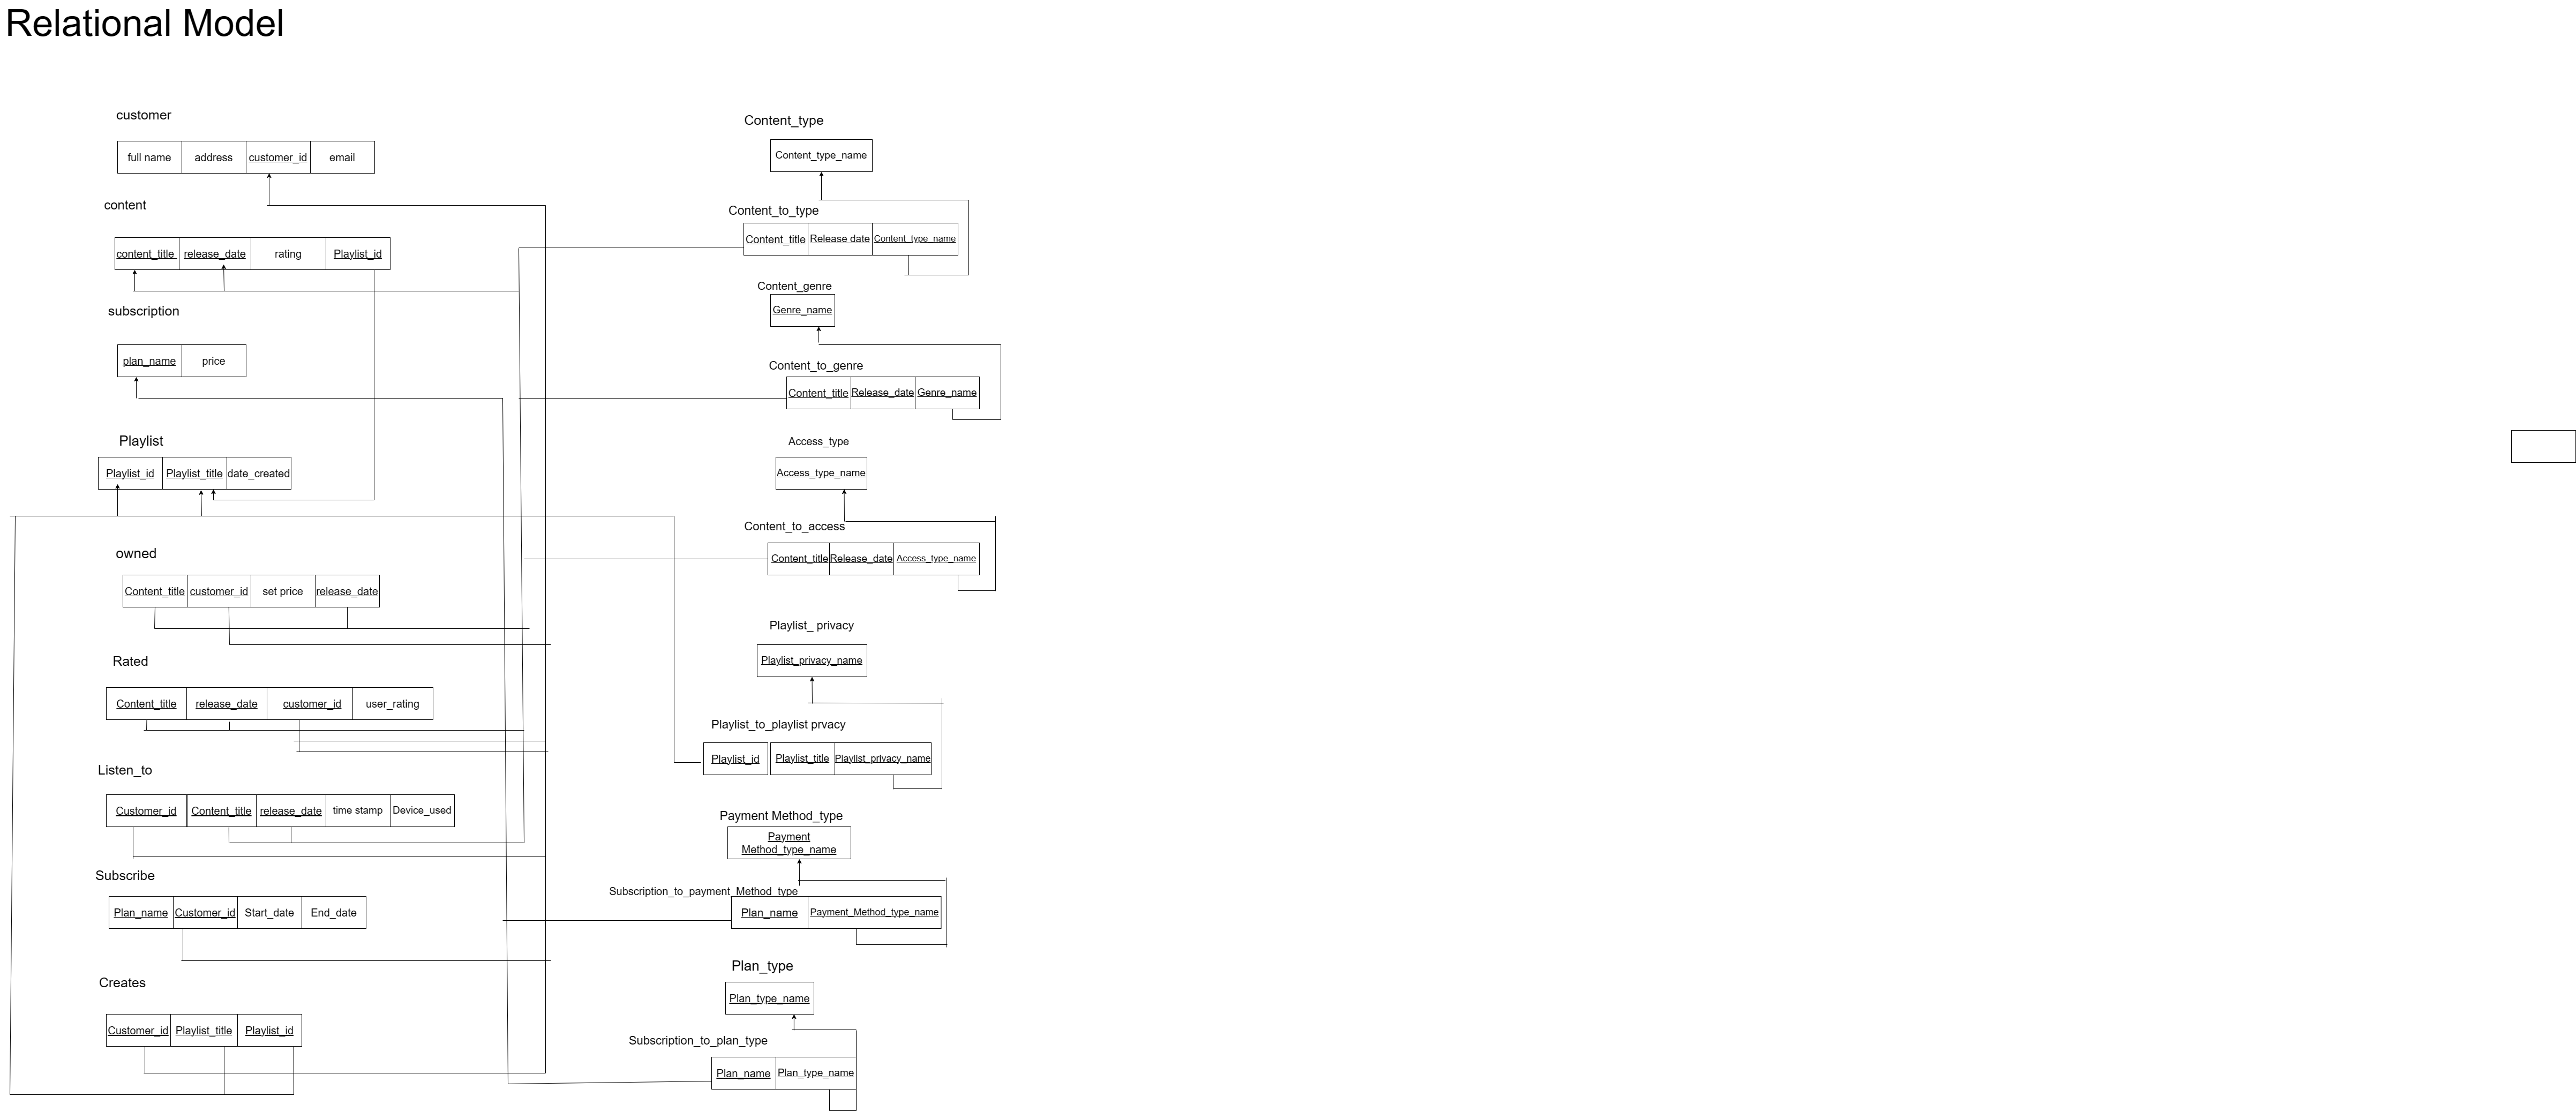 Relational Model
customer
full name address customer_id email
content
content_title release_date rating Playlist_id
subscription
plan_name price
Playlist
Playlist_id Playlist_title date_created
owned
Content_title customer_id set price release_date
Rated
Content_title release_date customer_id user_rating
Listen_to
Customer_id Content_title release_date time stamp Device_used
Subscribe
Plan_name Customer_id Start_date End_date
Creates
Customer_id Playlist_title Playlist_id
Content_type
Content_type_name
Content_to_type
Content_title Release date Content_type_name
Content_genre
Genre_name
Content_to_genre
Content_title Release_date Genre_name
Access_type
Access_type_name
Content_to_access
Content_title Release_date Access_type_name
Playlist_ privacy
Playlist_privacy_name
Playlist_to_playlist prvacy
Playlist_id Playlist_title Playlist_privacy_name
Payment Method_type
Payment
Method_type_name
Subscription_to_payment_Method_type
Plan_name Payment_Method_type_name
Plan_type
Plan_type_name
Subscription_to_plan_type
Plan_name Plan_type_name